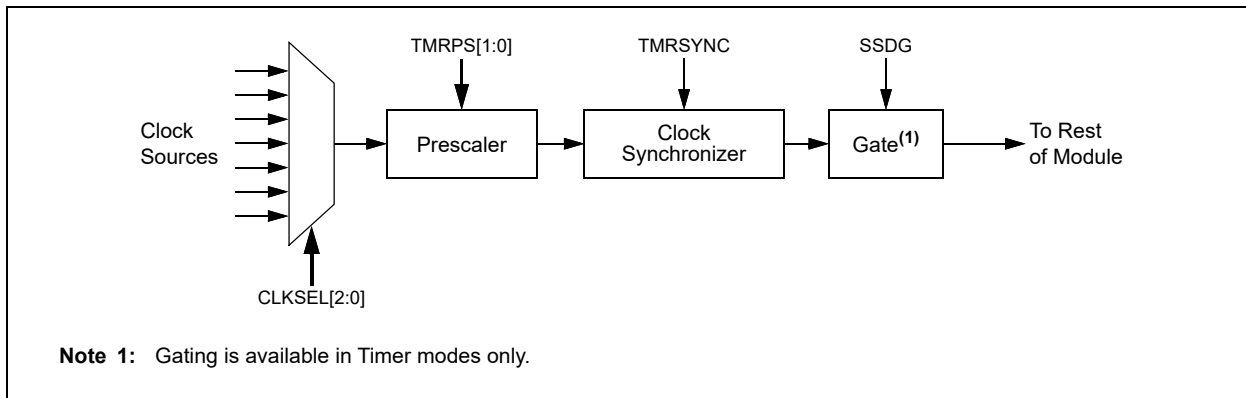 TMRPS[1:0]
TMRSYNC
SSDG
Clock
Sources
Prescaler
Clock
Synchronizer
Gate(1)
To Rest
of Module
CLKSEL[2:0]
Note 1: Gating is available in Timer modes only.